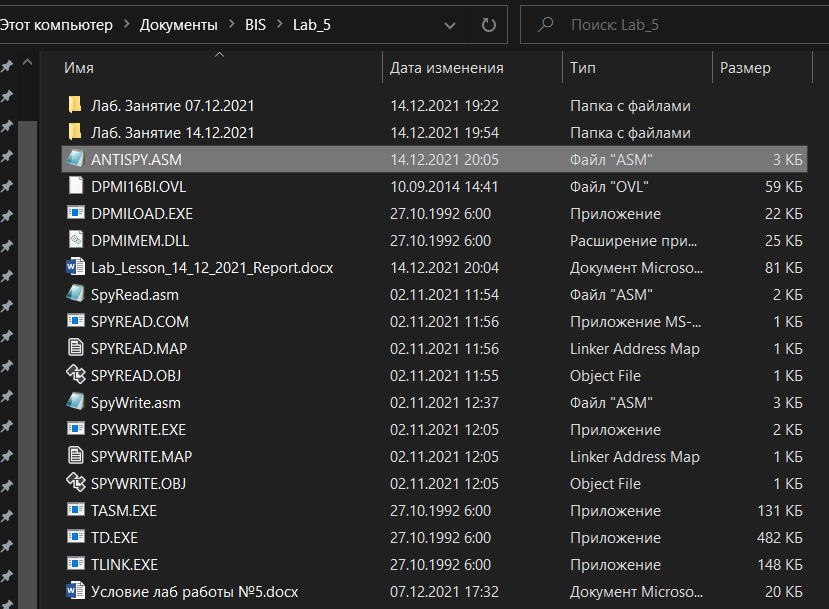 Этот компьютер > Документы > BIS > Lab_5 Поиск: Lab_5
Имя Дата изменения Тип Размер
Лаб. Занятие 07.12.2021 14.12.2021 19:22 Папка с файлами
Лаб. Занятие 14.12.2021 14.12.2021 19:54 Папка с файлами
ANTISPY.ASM 14.12.2021 20:05 Файл "ASM" 3 КБ
DPMI16BI.OVL 10.09.2014 14:41 Файл "OVL" 59 КБ
DPMILOAD.EXE 27.10.1992 6:00 Приложение 22 КБ
DPMIMEM.DLL 27.10.1992 6:00 Расширение при... 25 КБ
Lab_Lesson_14_12_2021_Report.docx 14.12.2021 20:04 Документ Microso... 81 КБ
SpyRead.asm 02.11.2021 11:54 Файл "ASM" 2 КБ
SPYREAD.COM 02.11.2021 11:56 Приложение MS-... 1 КБ
SPYREAD.MAP 02.11.2021 11:56 Linker Address Map 1 КБ
SPYREAD.OBJ 02.11.2021 11:55 Object File 1 КБ
SpyWrite.asm 02.11.2021 12:37 Файл "ASM" 3 КБ
SPYWRITE.EXE 02.11.2021 12:05 Приложение 2 КБ
SPYWRITE.MAP 02.11.2021 12:05 Linker Address Map 1 КБ
SPYWRITE.OBJ 02.11.2021 12:05 Object File 1 КБ
TASM.EXE 27.10.1992 6:00 Приложение 131 КБ
TD.EXE 27.10.1992 6:00 Приложение 482 КБ
TLINK.EXE 27.10.1992 6:00 Приложение 148 КБ
Условие лаб работы №5.docx 07.12.2021 17:32 Документ Microso... 20 КБ